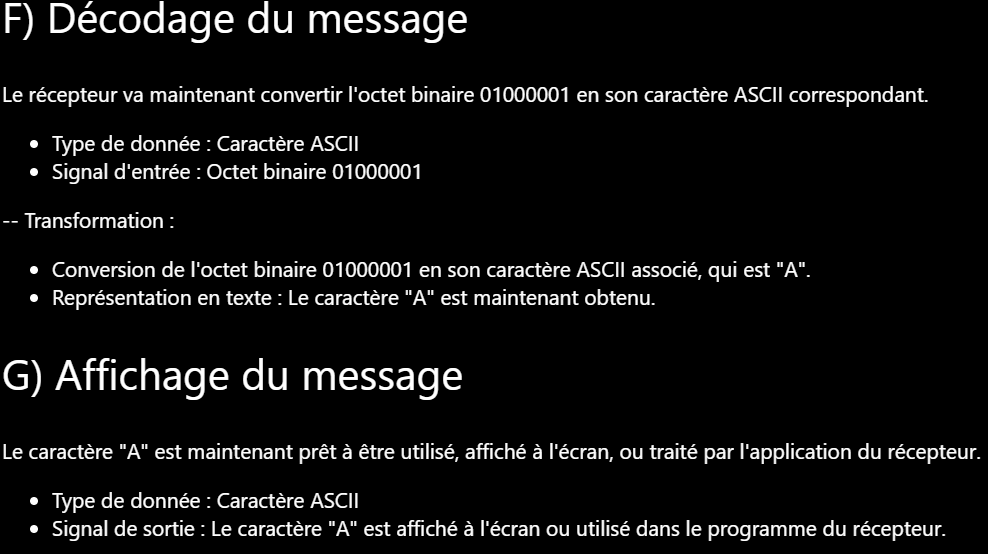 F) Décodage du message
Le récepteur va maintenant convertir l'octet binaire 01000001 en son caractère ASCII correspondant.
• Type de donnée : Caractère ASCII
• Signal d'entrée : Octet binaire 01000001
-- Transformation :
• Conversion de l'octet binaire 01000001 en son caractère ASCII associé, qui est "A".
• Représentation en texte : Le caractère "A" est maintenant obtenu.
G) Affichage du message
Le caractère "A" est maintenant prêt à être utilisé, affiché à l'écran, ou traité par l'application du récepteur.
• Type de donnée : Caractère ASCII
• Signal de sortie : Le caractère "A" est affiché à l'écran ou utilisé dans le programme du récepteur.